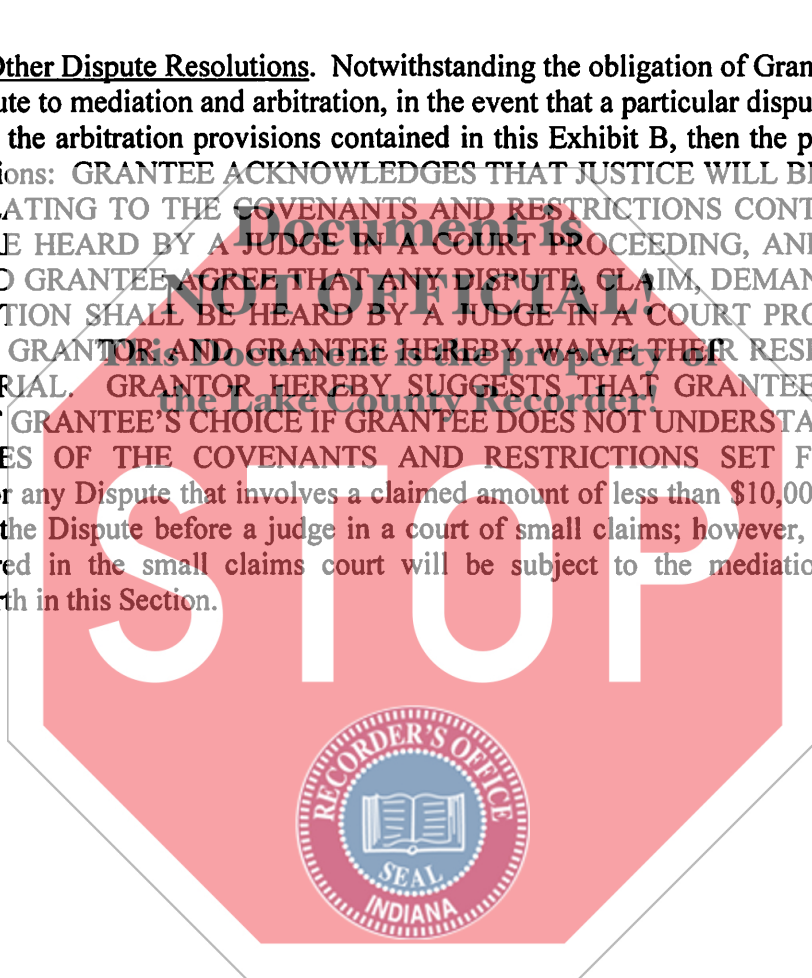 Other Dispute Resolutions. Notwithstanding the obligation of Gran
ute to mediation and arbitration, in the event that a particular dispu
the arbitration provisions contained in this Exhibit B, then the p
ions: GRANTEE ACKNOWLEDGES THAT JUSTICE WILL BE
LATING TO THE COVENANTS AND RESTRICTIONS CONT
E HEARD BY A JUDGE IN A COURT PROCEEDING, AN
D GRANTEE AGREE THAT ANY DISPUTE, CLAIM, DEMAN
TION SHALL BE HEARD BY A JUDGE IN A COURT PRO
GRANTOR AND GRANTEE HEREBY WAIVE THEIR RES
RIAL. GRANTOR HEREBY SUGGESTS THAT GRANTEE
GRANTEE'S CHOICE IF GRANTEE DOES NOT UNDERSTA
ES OF THE COVENANTS AND RESTRICTIONS SET F
r any Dispute that involves a claimed amount of less than $10,00
the Dispute before a judge in a court of small claims; however,
red in the small claims court will be subject to the mediatio
rth in this Section.
Document is
NOT OFFICIAL!
This Document is the property of
the Lake County Recorder!
STOP
RECORDER'S OFFICE
SEAL
INDIANA